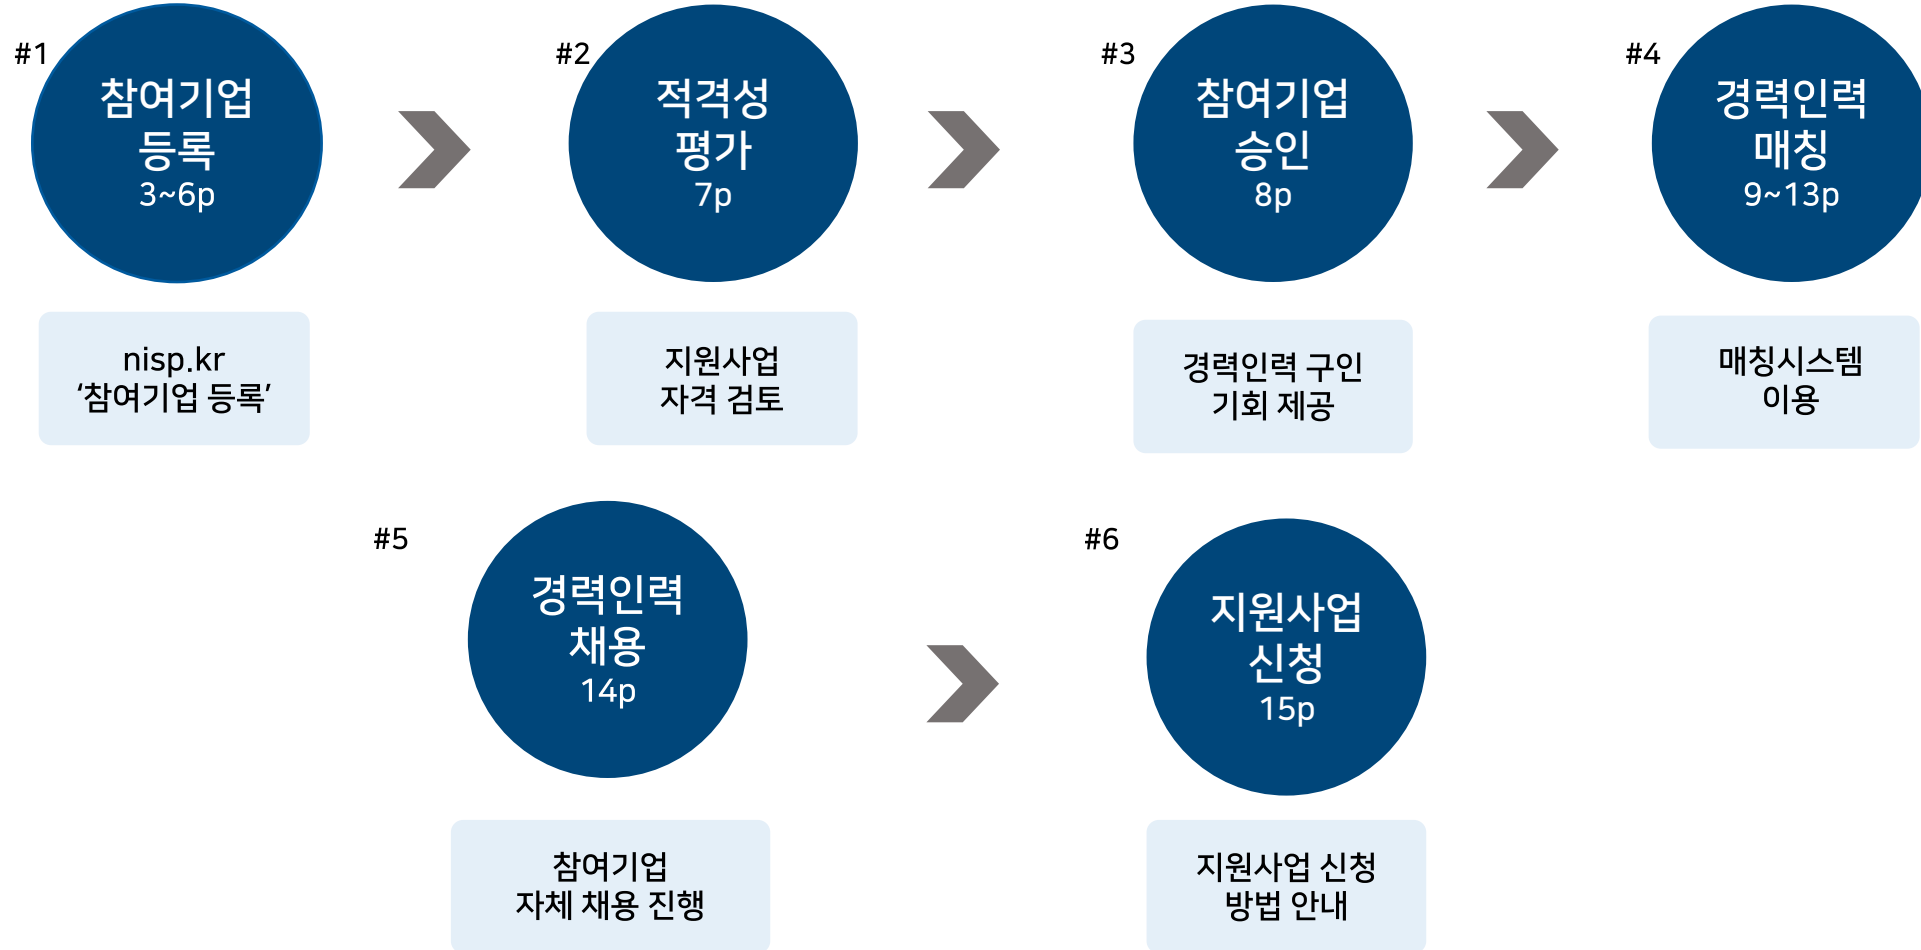 #1
참여기업
등록
3~6p
nisp.kr
‘참여기업 등록’
#2
적격성
평가
7p
지원사업
자격 검토
#3
참여기업
승인
8p
경력인력 구인
기회 제공
#4
경력인력
매칭
9~13p
매칭시스템
이용
#5
경력인력
채용
14p
참여기업
자체 채용 진행
#6
지원사업
신청
15p
지원사업 신청
방법 안내